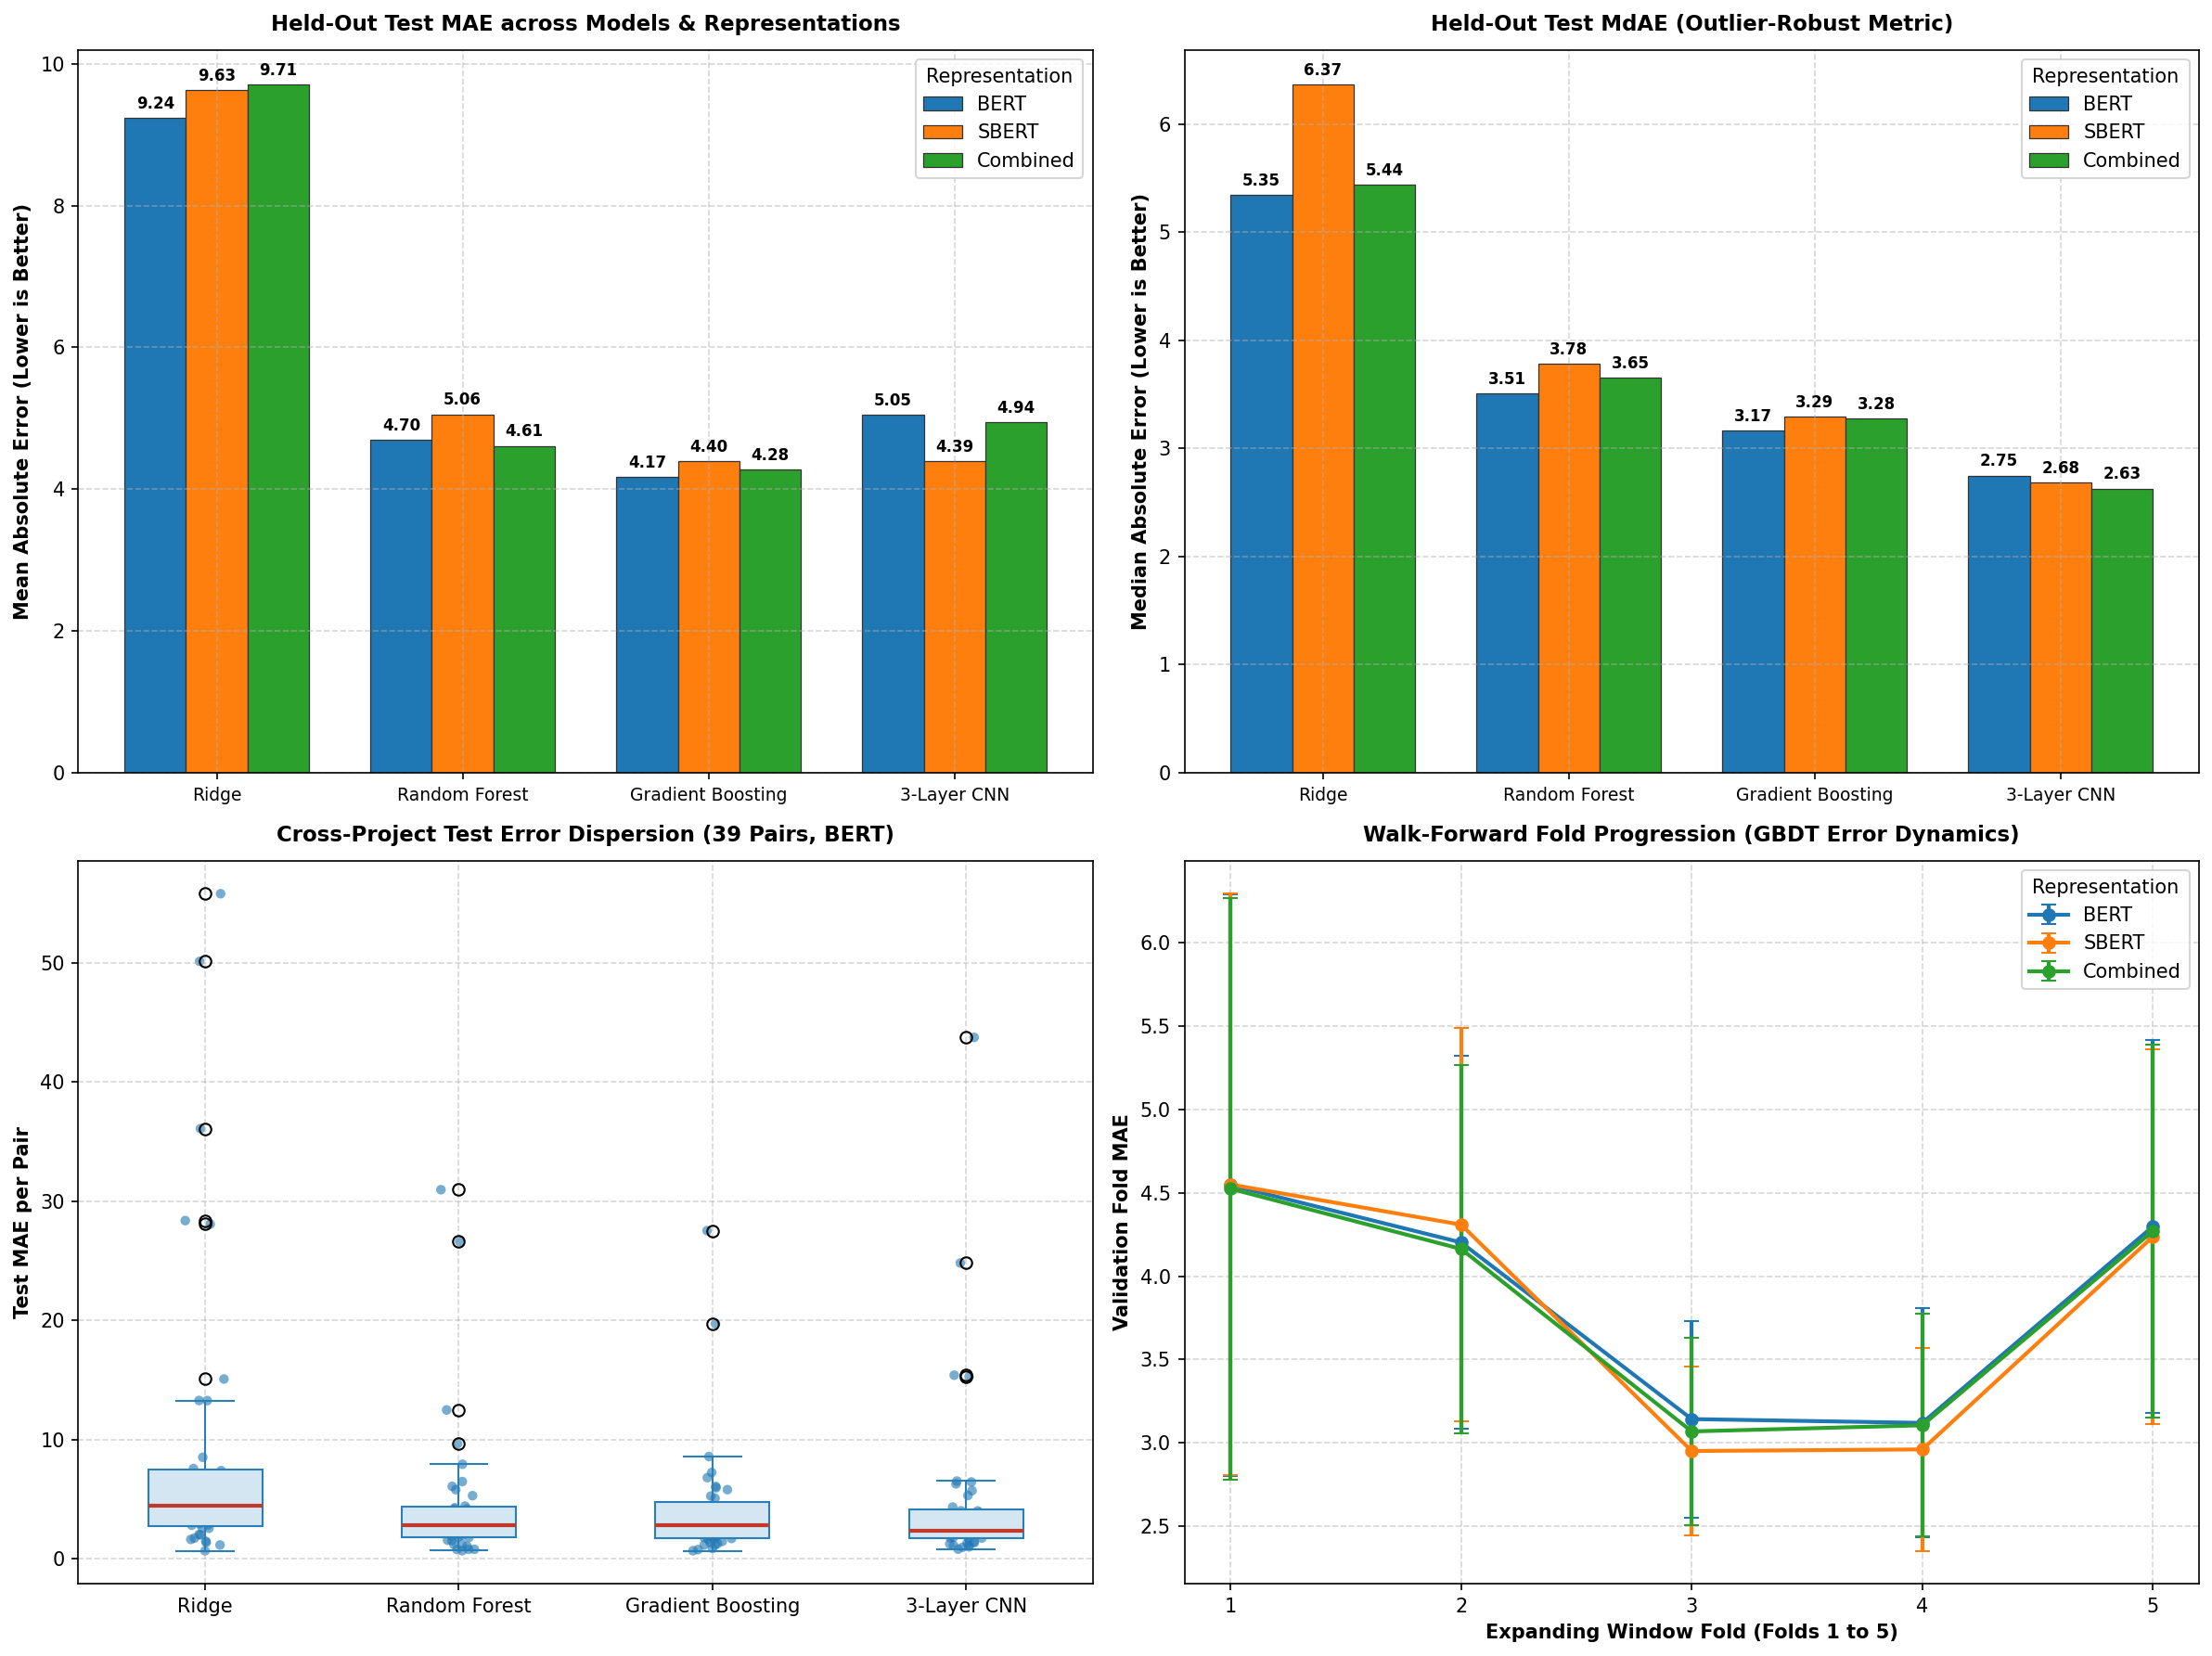 Held-Out Test MAE across Models & Representations
Mean Absolute Error (Lower is Better)
10
8
6
4
2
0
9.24
9.63
9.71
4.70
5.06
4.61
4.17
4.40
4.28
5.05
4.39
4.94
Representation
BERT
SBERT
Combined
Ridge
Random Forest
Gradient Boosting
3-Layer CNN
Held-Out Test MdAE (Outlier-Robust Metric)
Median Absolute Error (Lower is Better)
6
5
4
3
2
1
0
5.35
6.37
5.44
3.51
3.78
3.65
3.17
3.29
3.28
2.75
2.68
2.63
Representation
BERT
SBERT
Combined
Ridge
Random Forest
Gradient Boosting
3-Layer CNN
Cross-Project Test Error Dispersion (39 Pairs, BERT)
Test MAE per Pair
50
40
30
20
10
0
Ridge
Random Forest
Gradient Boosting
3-Layer CNN
Walk-Forward Fold Progression (GBDT Error Dynamics)
Validation Fold MAE
6.0
5.5
5.0
4.5
4.0
3.5
3.0
2.5
Representation
BERT
SBERT
Combined
1
2
3
4
5
Expanding Window Fold (Folds 1 to 5)